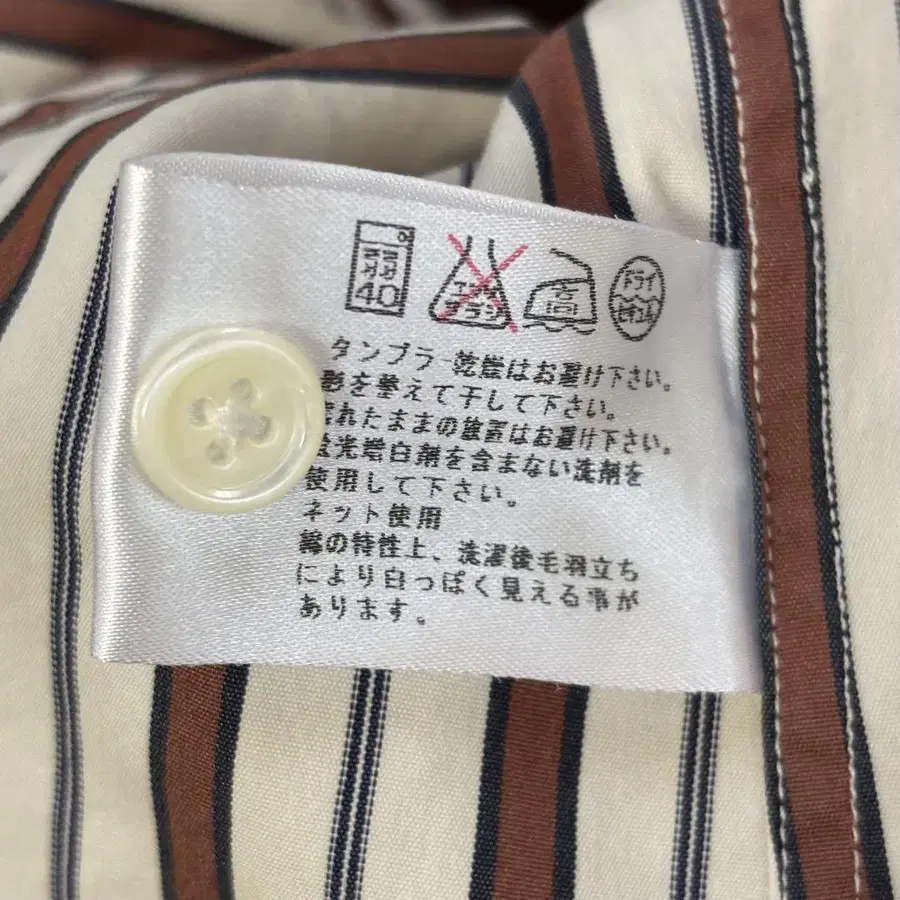 40
高
ドライ
タンブラー乾燥はお避け下さい。
形を整えて干して下さい。
濡れたままの放置はお避け下さい。
蛍光増白剤を含まない洗剤を
使用して下さい。
ネット使用
綿の特性上、洗濯後毛羽立ち
により白っぽく見える事が
あります。